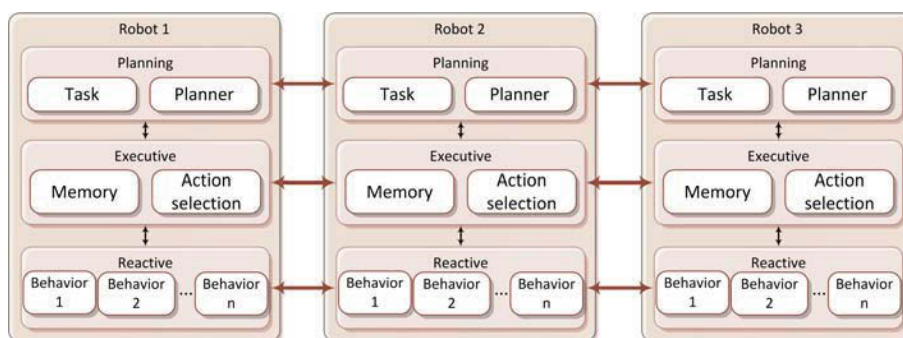 Robot 1
Planning
Task
Planner
Executive
Memory
Action
selection
Reactive
Behavior
1
Behavior
2
...
Behavior
n
Robot 2
Planning
Task
Planner
Executive
Memory
Action
selection
Reactive
Behavior
1
Behavior
2
...
Behavior
n
Robot 3
Planning
Task
Planner
Executive
Memory
Action
selection
Reactive
Behavior
1
Behavior
2
...
Behavior
n